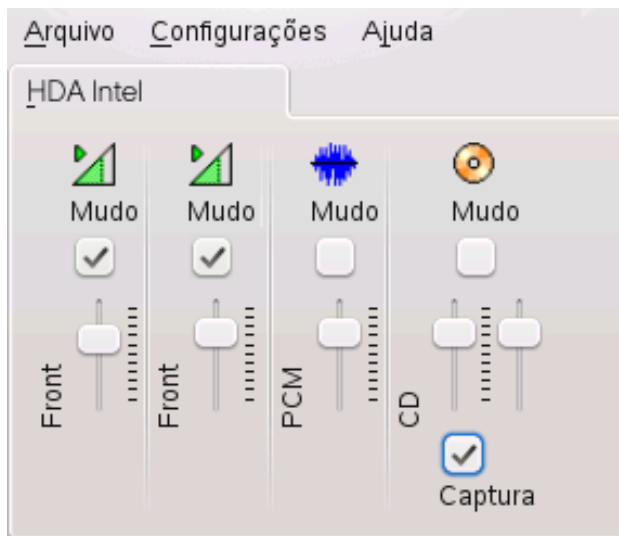 Arquivo Configurações Ajuda
HDA Intel
Mudo Mudo Mudo Mudo
Front Front PCM CD
Captura